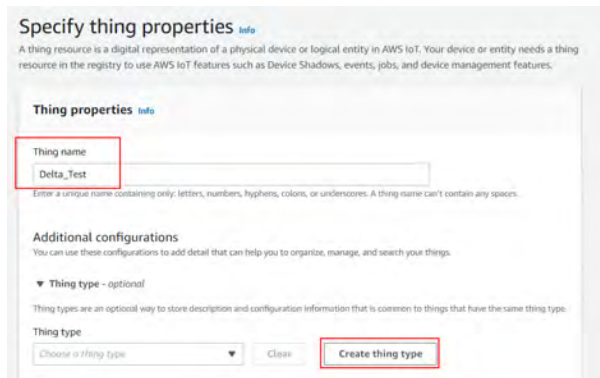 Specify thing properties Info
A thing resource is a digital representation of a physical device or logical entity in AWS IoT. Your device or entity needs a thing
resource in the registry to use AWS IoT features such as Device Shadows, events, jobs, and device management features.
Thing properties Info
Thing name
Delta_Test
Enter a unique name containing only: letters, numbers, hyphens, colons, or underscores. A thing name can't contain any spaces.
Additional configurations
You can use these configurations to add detail that can help you to organize, manage, and search your things.
▼ Thing type - optional
Thing types are an optional way to store description and configuration information that is common to things that have the same thing type.
Thing type
Choose a thing type ▼ Clear Create thing type